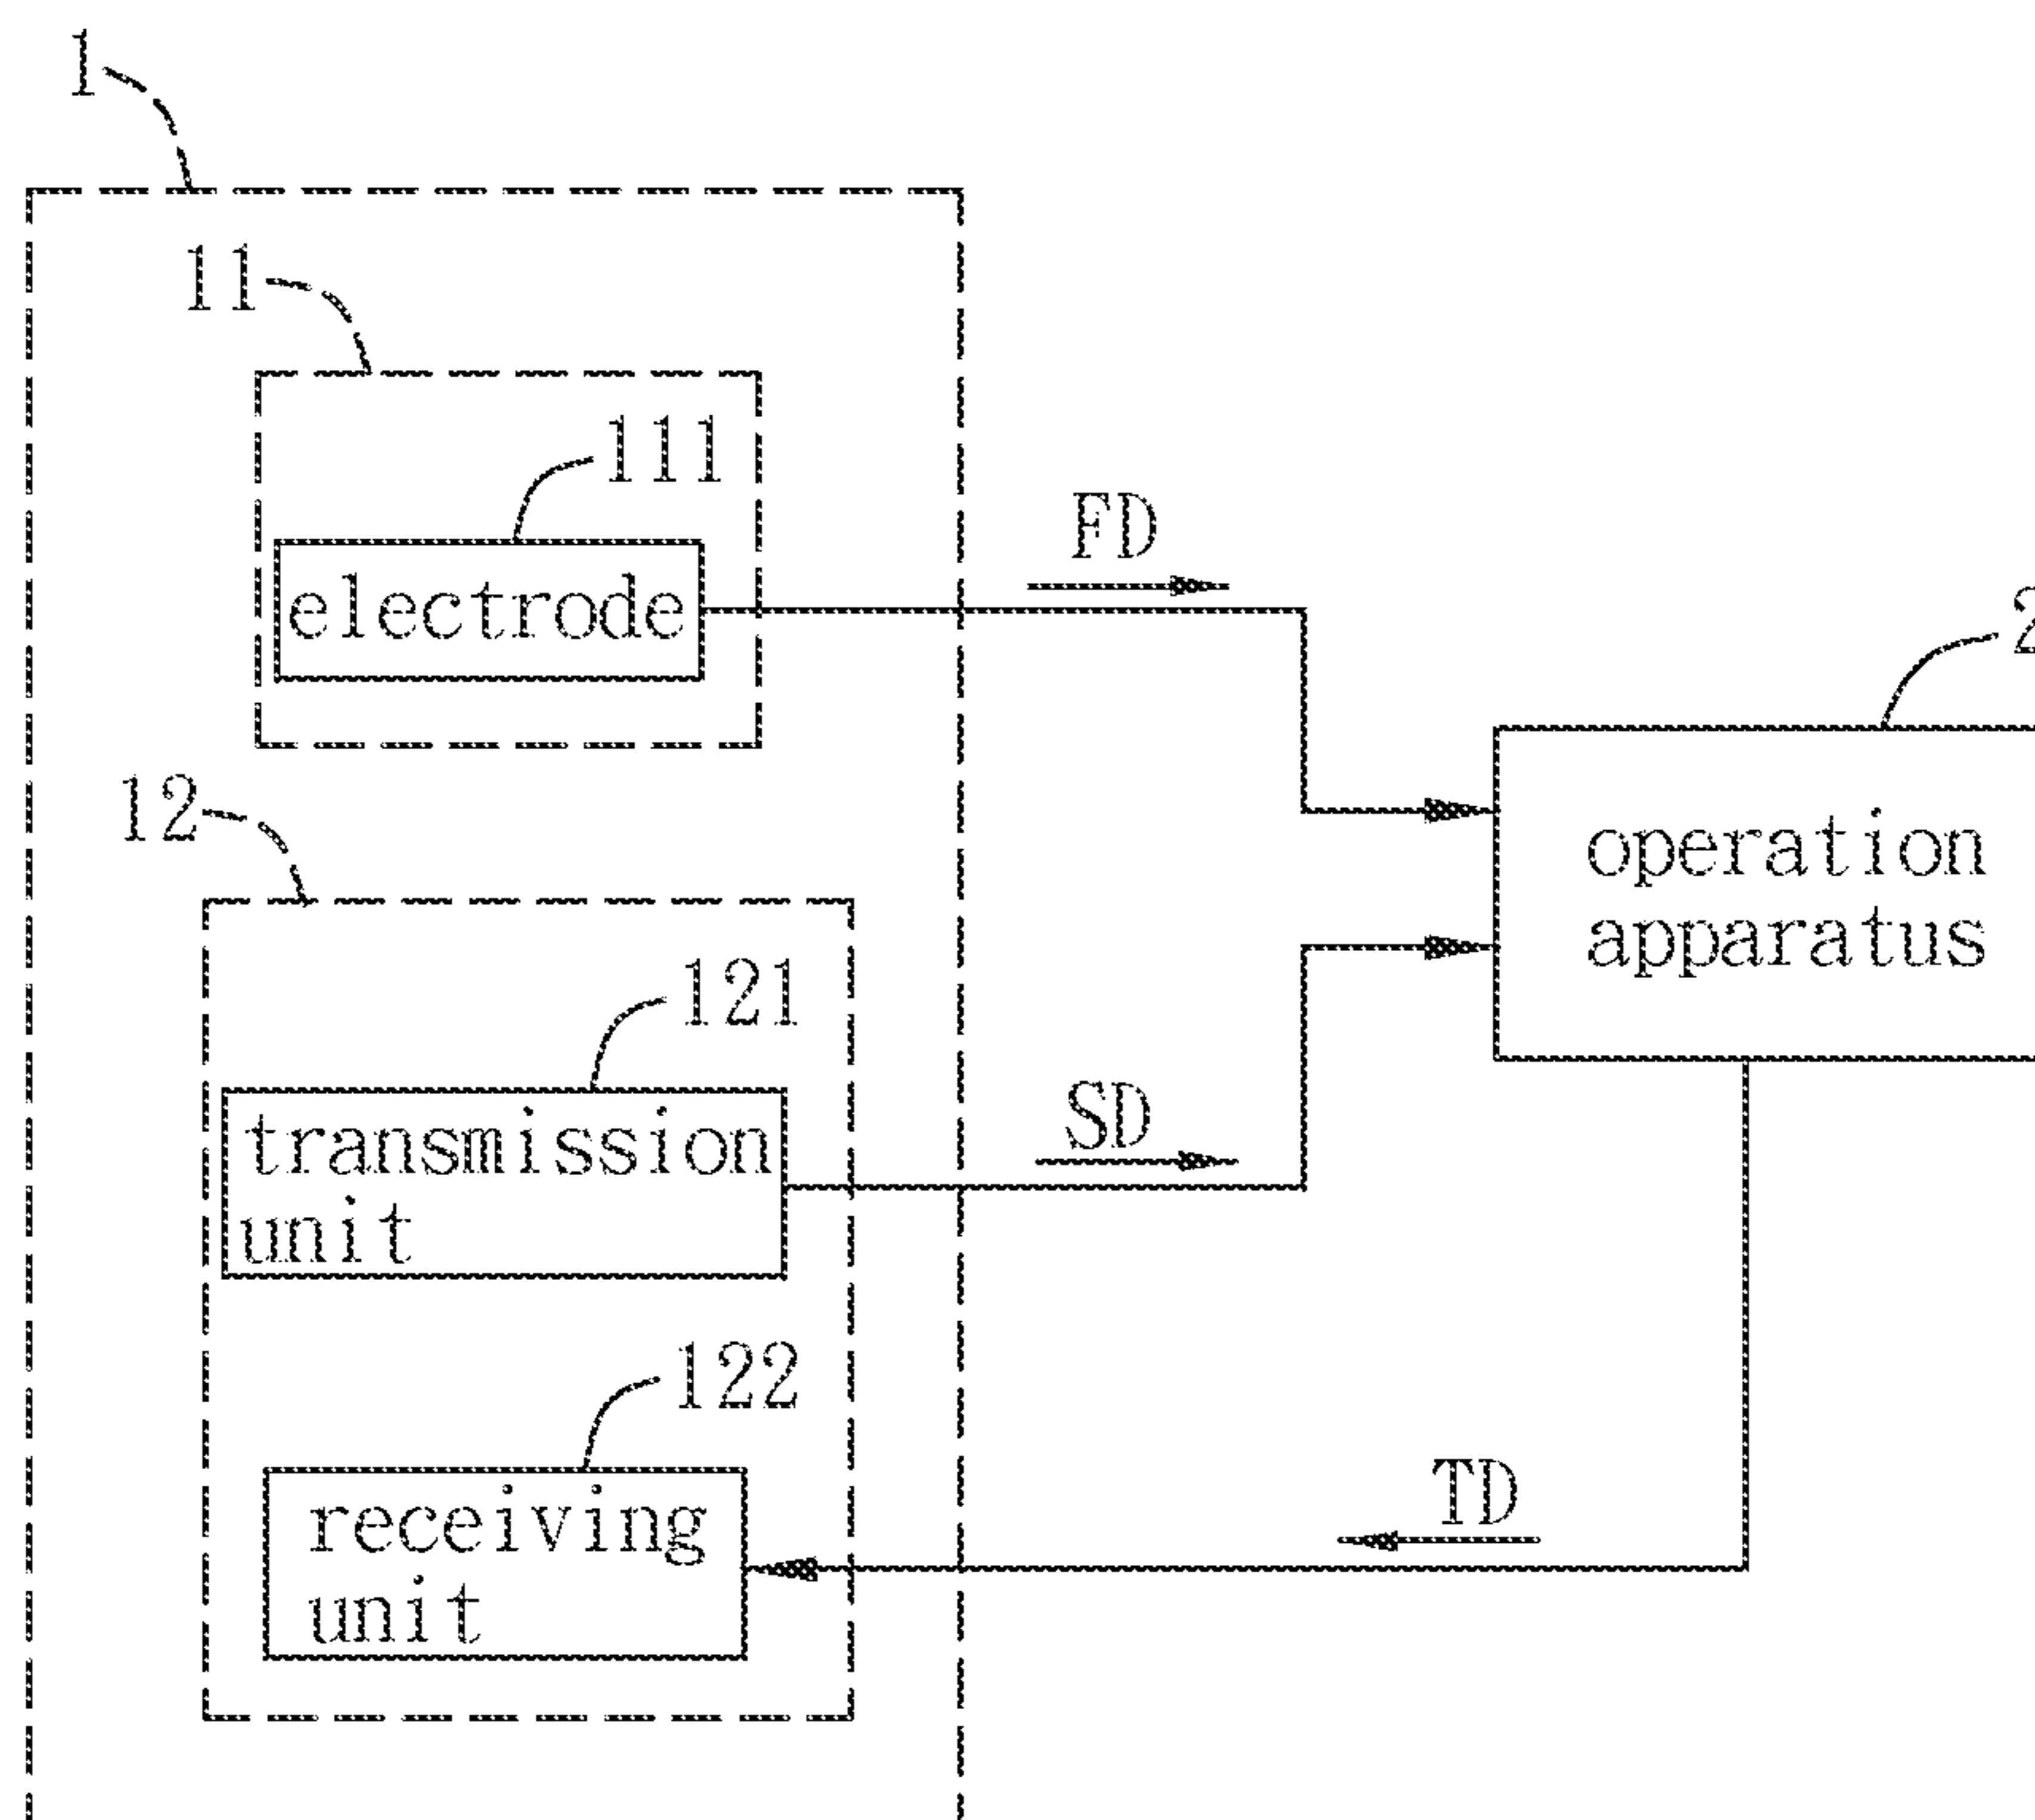 1
11
111
electrode
FD
2
operation
apparatus
12
121
transmission
unit
SD
122
receiving
unit
TD